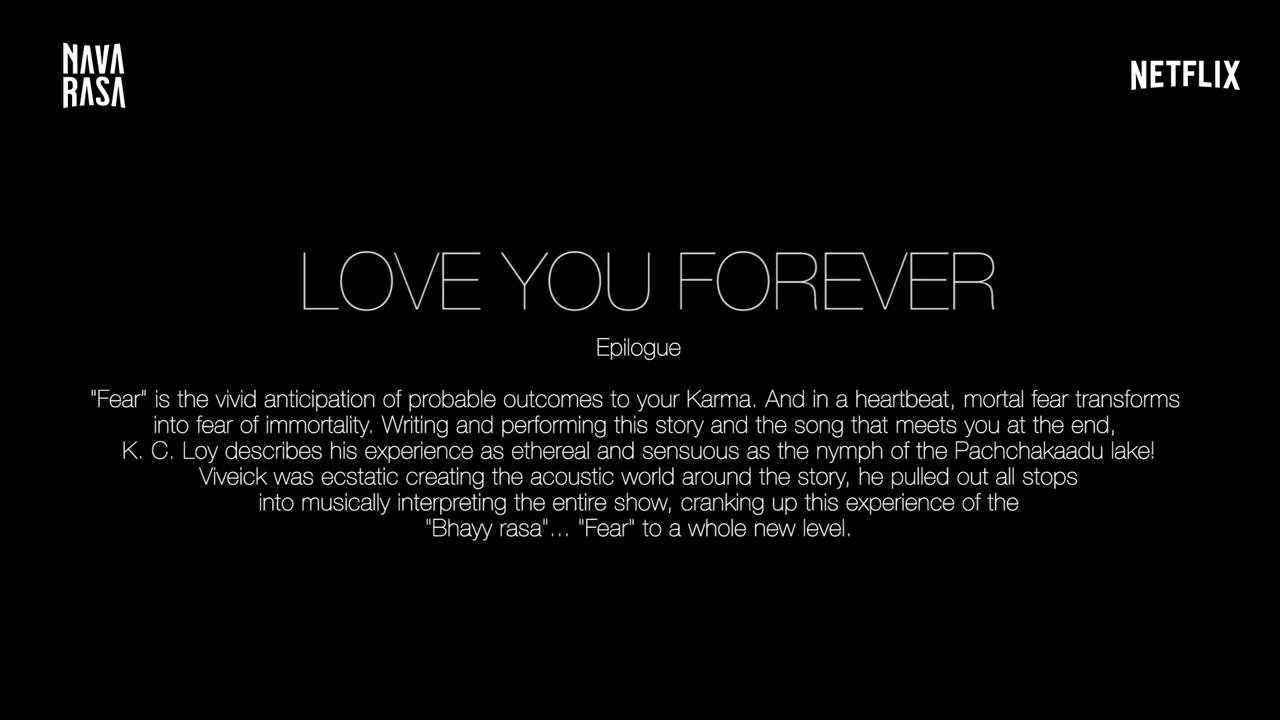 NAVA
RASA
NETFLIX
LOVE YOU FOREVER
Epilogue
"Fear" is the vivid anticipation of probable outcomes to your Karma. And in a heartbeat, mortal fear transforms
into fear of immortality. Writing and performing this story and the song that meets you at the end,
K. C. Loy describes his experience as ethereal and sensuous as the nymph of the Pachchakaadu lake!
Viveick was ecstatic creating the acoustic world around the story, he pulled out all stops
into musically interpreting the entire show, cranking up this experience of the
"Bhayy rasa"... "Fear" to a whole new level.